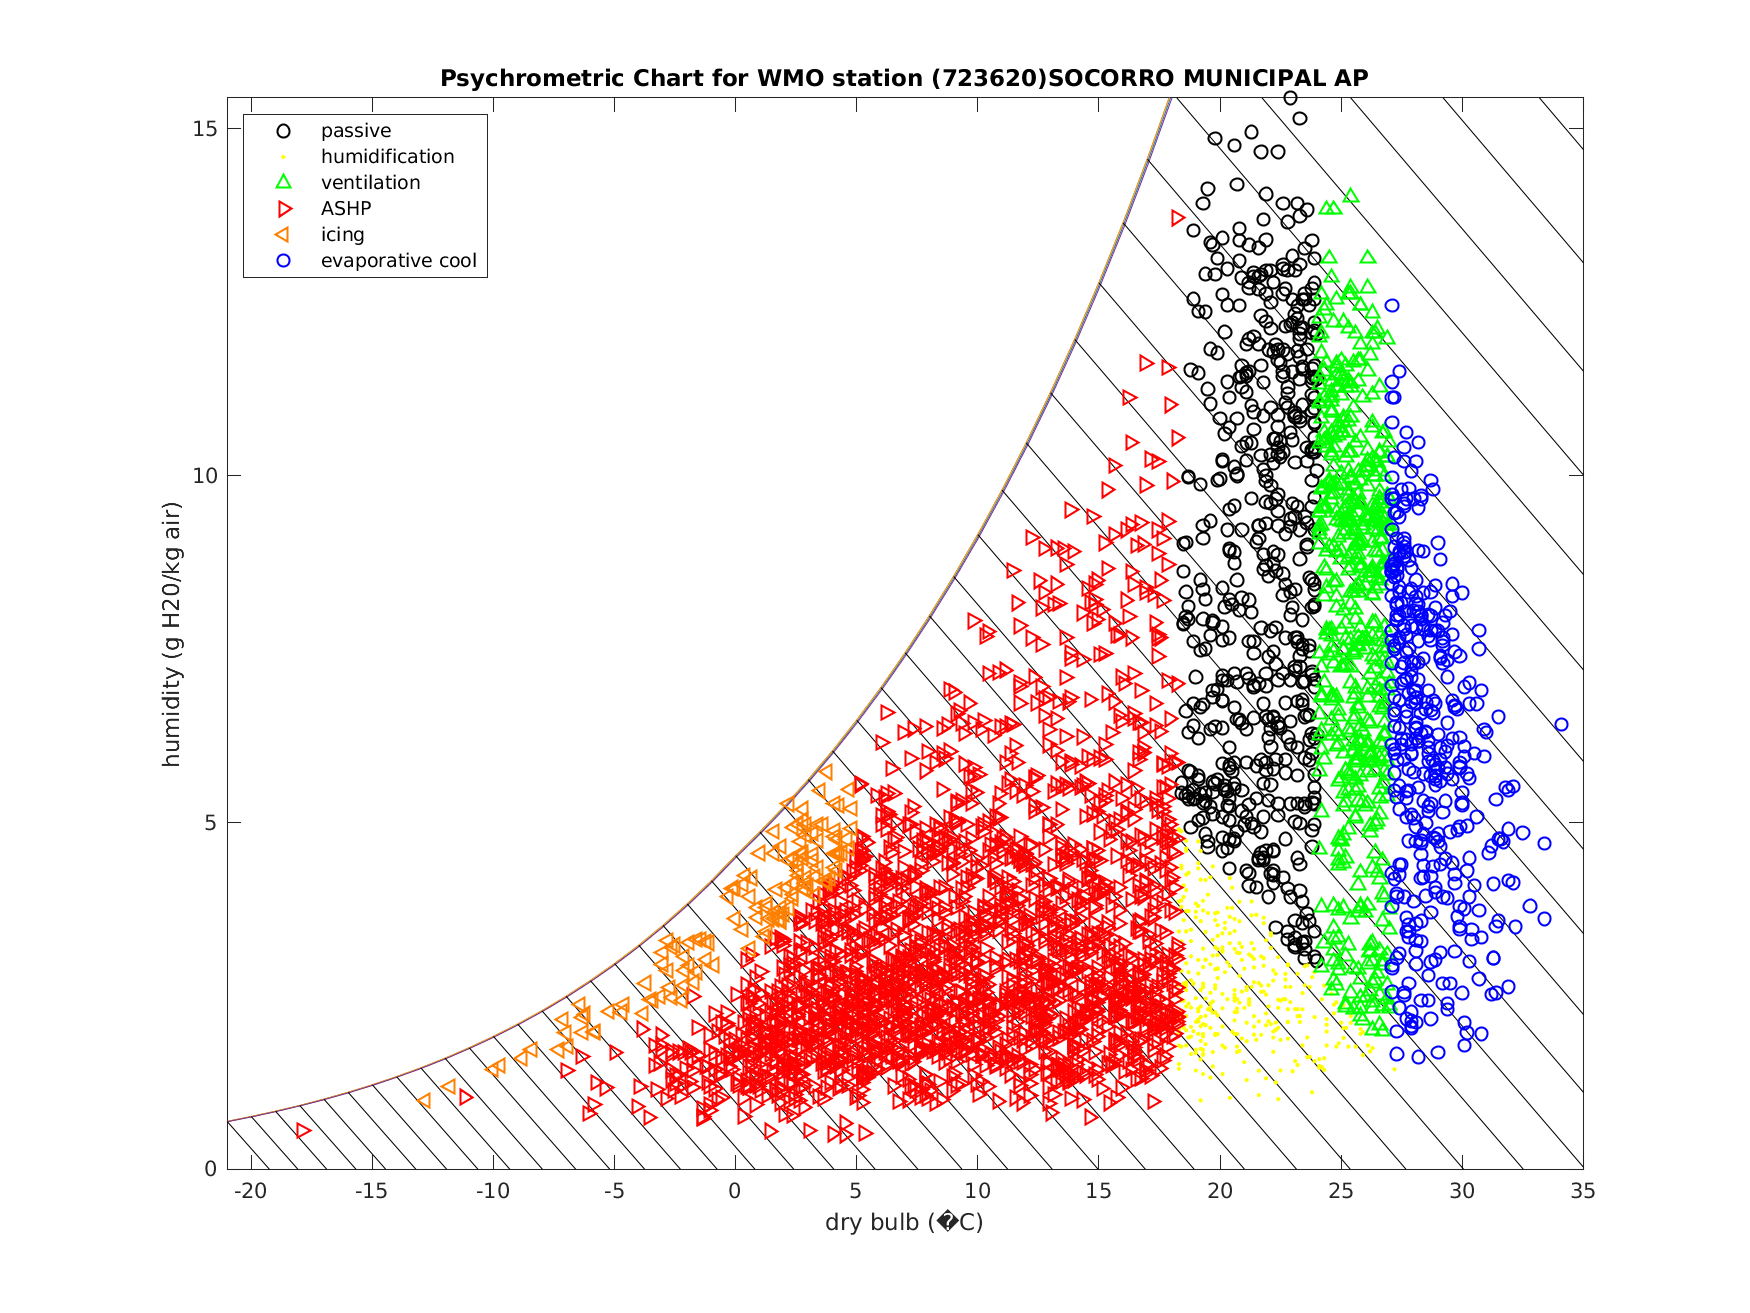 Psychrometric Chart for WMO station (723620)SOCORRO MUNICIPAL AP
passive
humidification
ventilation
ASHP
icing
evaporative cool
humidity (g H20/kg air)
15
10
5
0
-20 -15 -10 -5 0 5 10 15 20 25 30 35
dry bulb (�C)